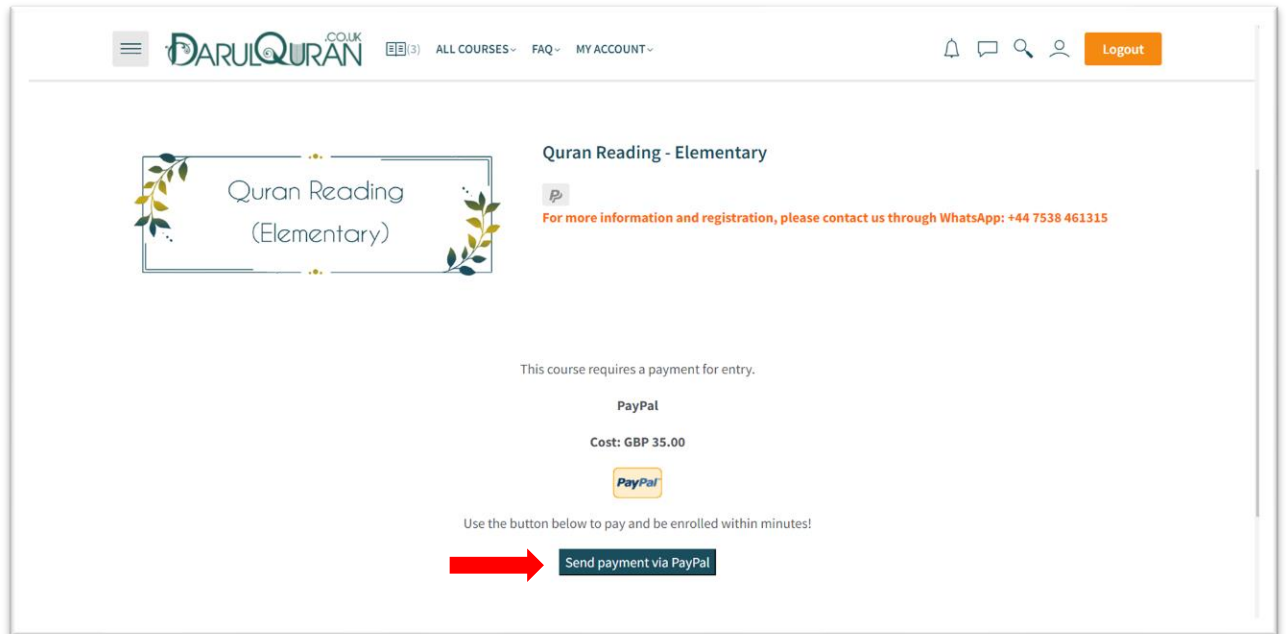 DARULQURAN
.CO.UK
(3) ALL COURSES FAQ MY ACCOUNT
Logout
Quran Reading
(Elementary)
Quran Reading - Elementary
For more information and registration, please contact us through WhatsApp: +44 7538 461315
This course requires a payment for entry.
PayPal
Cost: GBP 35.00
PayPal
Use the button below to pay and be enrolled within minutes!
Send payment via PayPal